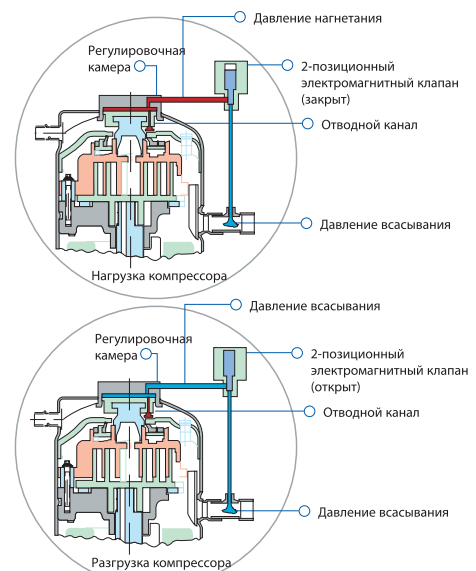 Давление нагнетания
Регулировочная
камера
2-позиционный
электромагнитный клапан
(закрыт)
Отводной канал
Давление всасывания
Нагрузка компрессора
Давление всасывания
Регулировочная
камера
2-позиционный
электромагнитный клапан
(открыт)
Отводной канал
Давление всасывания
Разгрузка компрессора